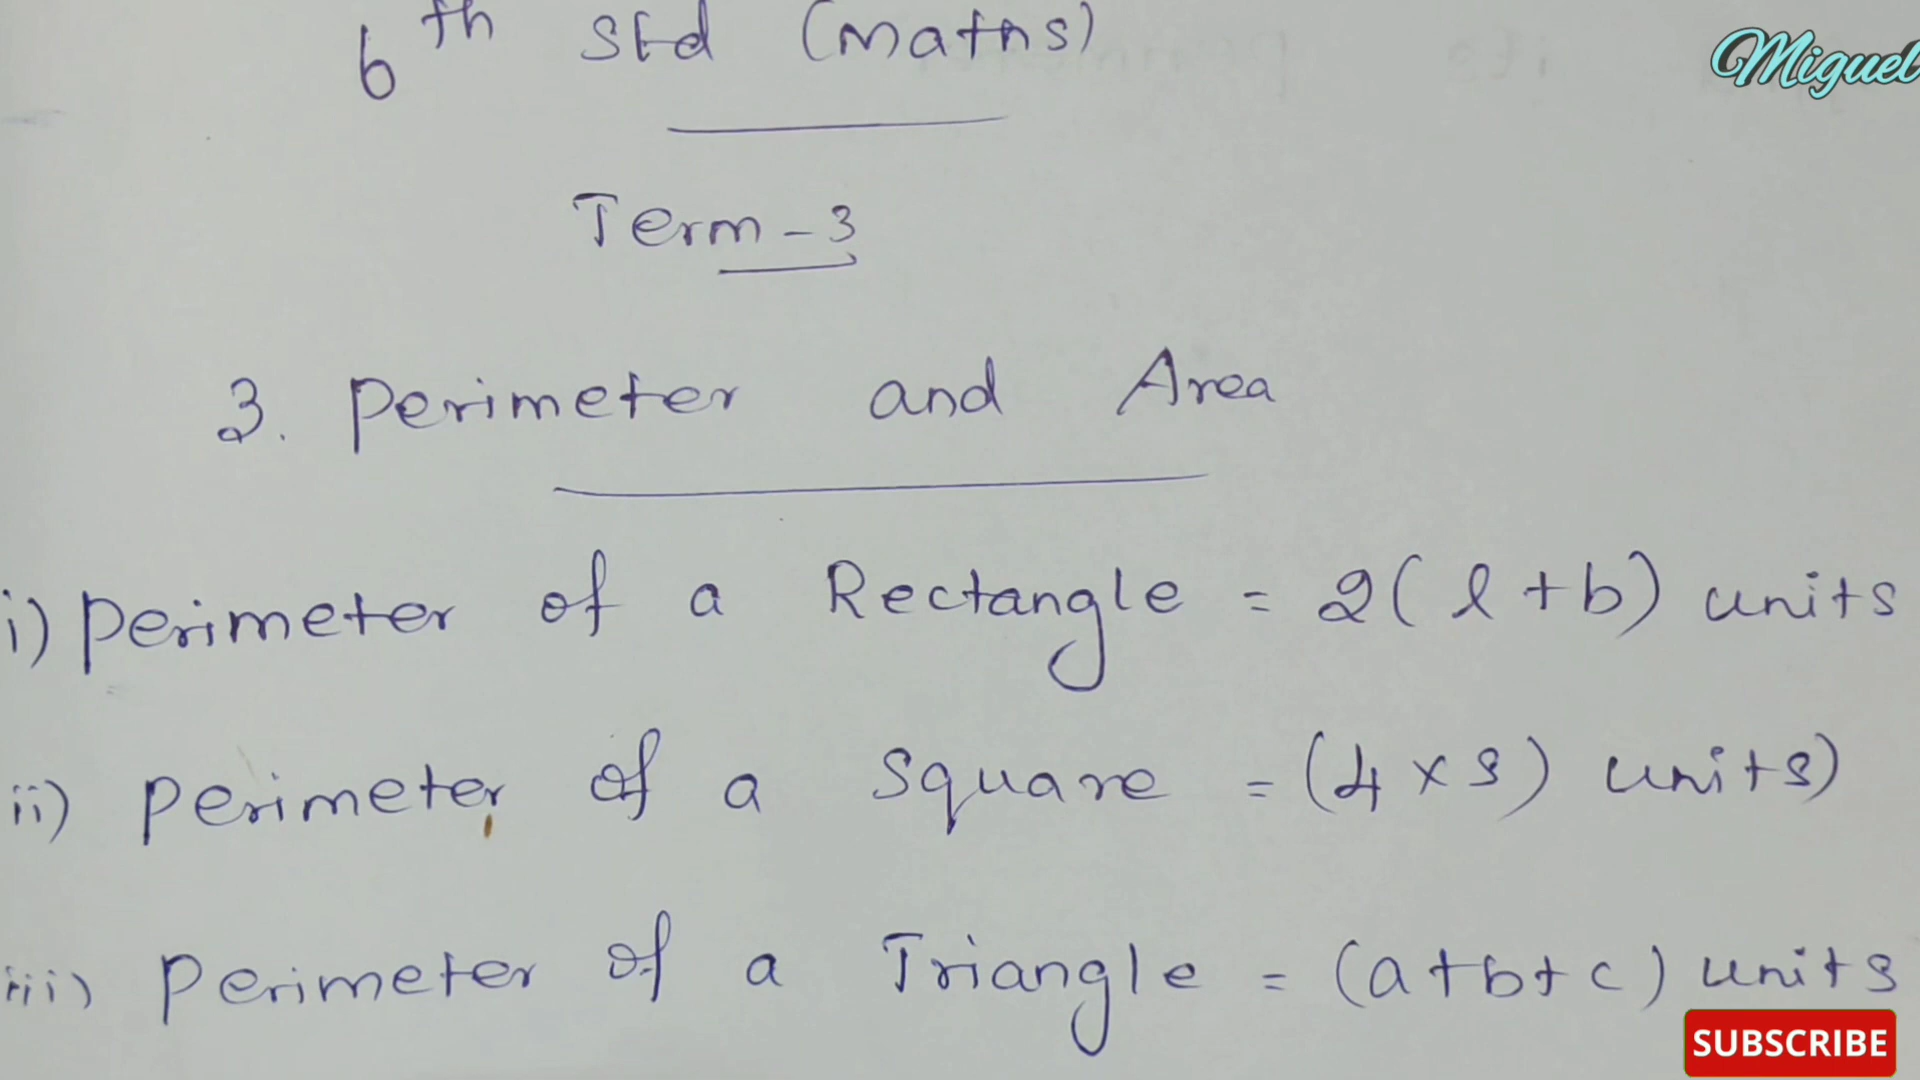 6th Std (Maths)
Miguel
Term - 3
3. Perimeter and Area
i) Perimeter of a Rectangle = 2(l+b) units
ii) Perimeter of a Square = (4 x s) units)
iii) Perimeter of a Triangle = (a+b+c) units
SUBSCRIBE